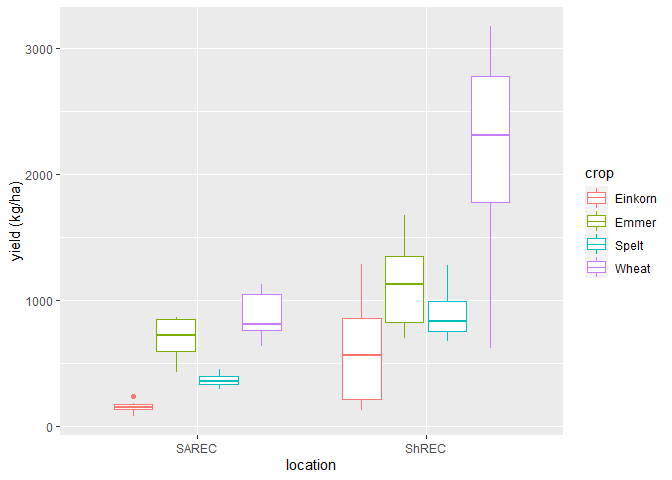 yield (kg/ha)
3000
2000
1000
0
SAREC
ShREC
location
crop
Einkorn
Emmer
Spelt
Wheat